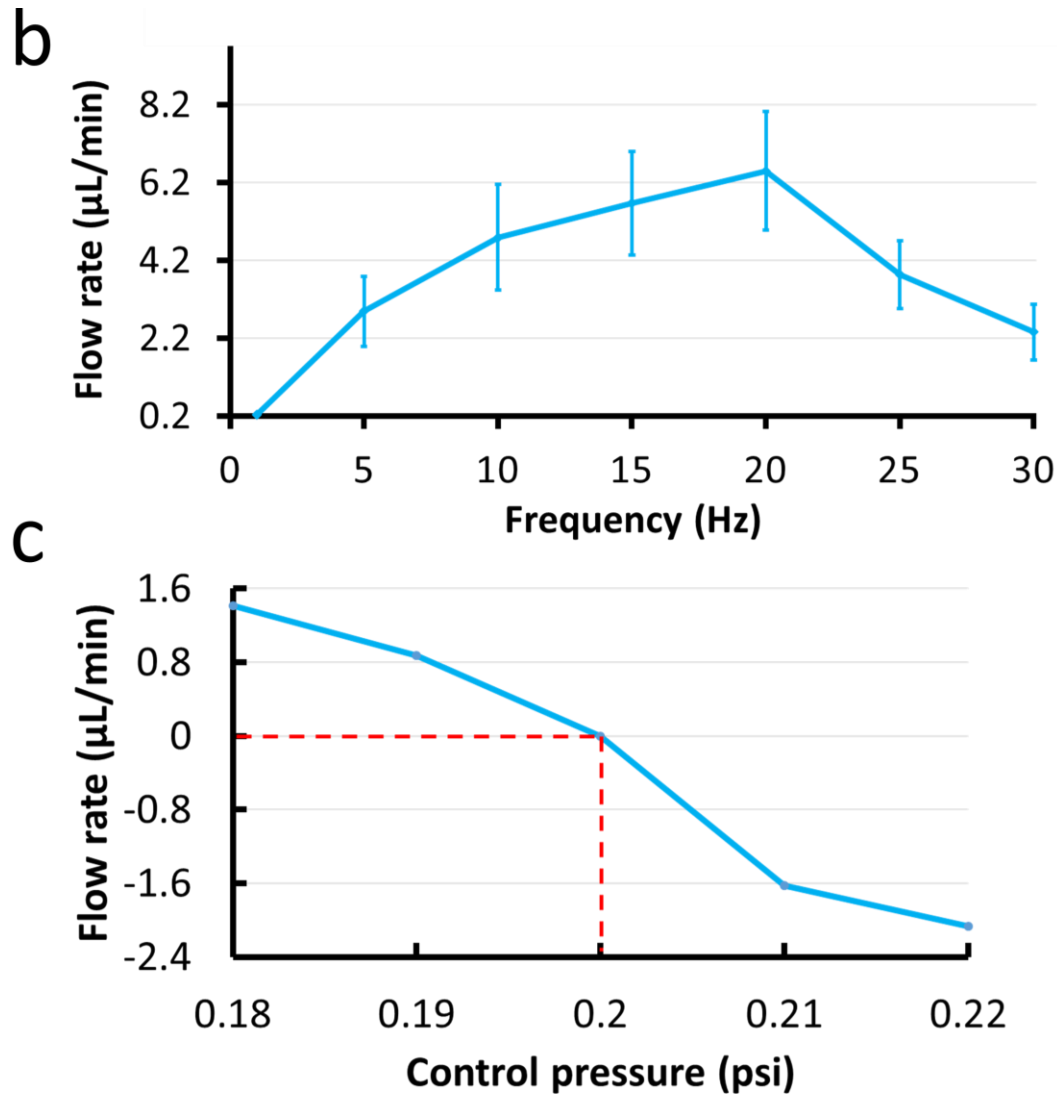 b
Flow rate (µL/min)
8.2
6.2
4.2
2.2
0.2
0 5 10 15 20 25 30
Frequency (Hz)
c
Flow rate (µL/min)
1.6
0.8
0
-0.8
-1.6
-2.4
0.18 0.19 0.2 0.21 0.22
Control pressure (psi)